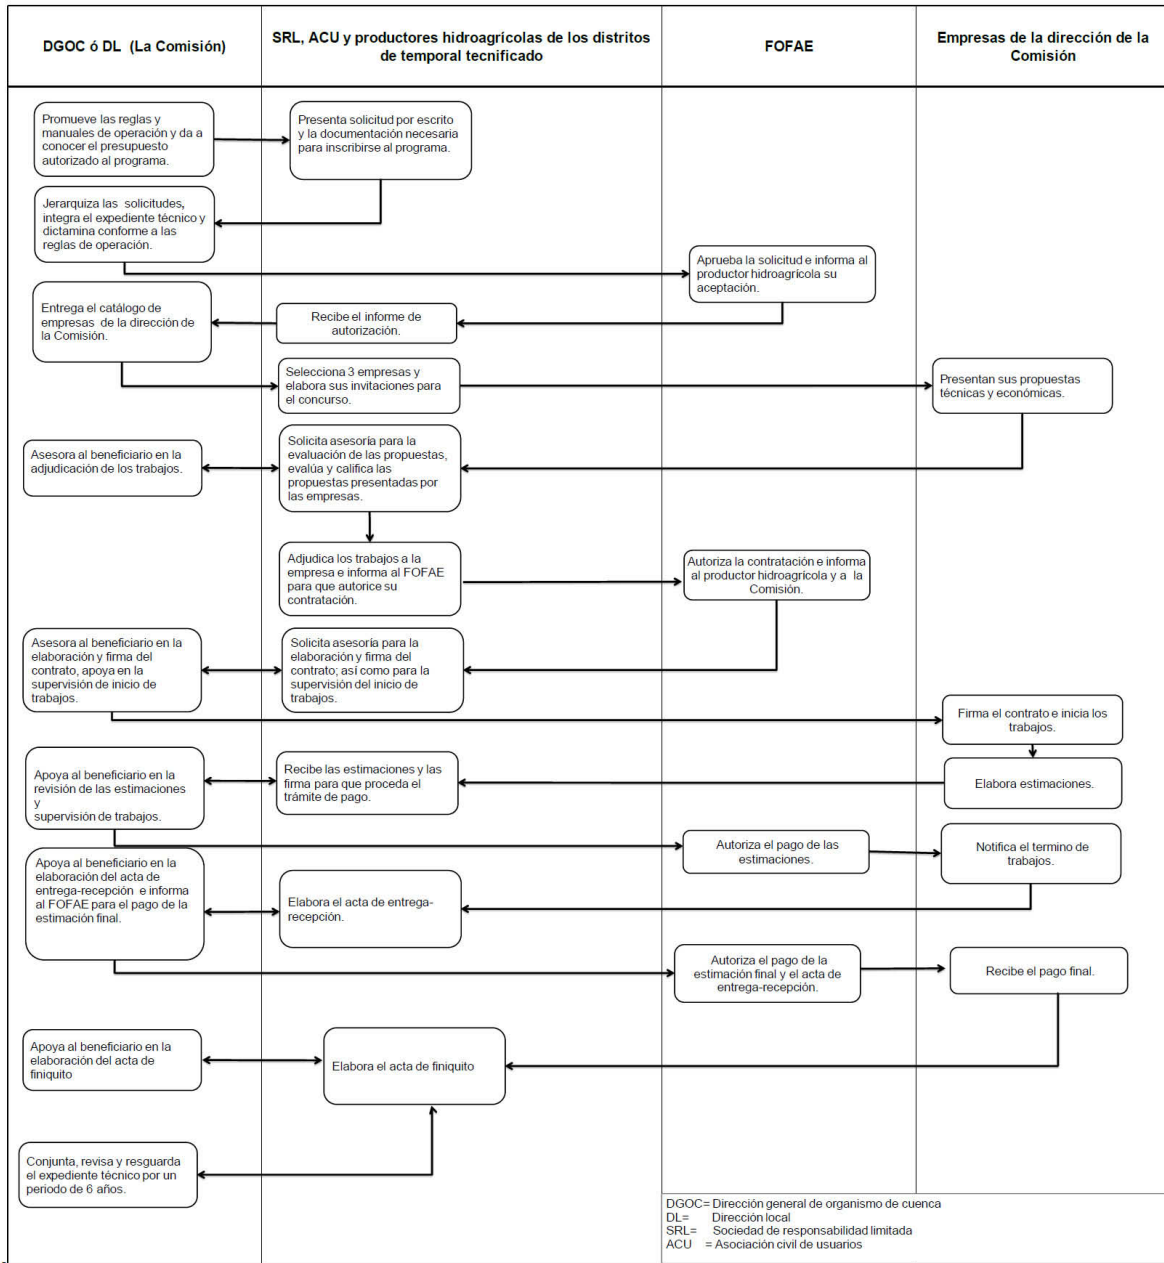 DGOC ó DL (La Comisión)
SRL, ACU y productores hidroagrícolas de los distritos
de temporal tecnificado
FOFAE
Empresas de la dirección de la
Comisión
Promueve las reglas y
manuales de operación y da a
conocer el presupuesto
autorizado al programa.
Presenta solicitud por escrito
y la documentación necesaria
para inscribirse al programa.
Jerarquiza las solicitudes,
integra el expediente técnico y
dictamina conforme a las
reglas de operación.
Aprueba la solicitud e informa al
productor hidroagrícola su
aceptación.
Recibe el informe de
autorización.
Entrega el catálogo de
empresas de la dirección de
la Comisión.
Selecciona 3 empresas y
elabora sus invitaciones para
el concurso.
Presentan sus propuestas
técnicas y económicas.
Solicita asesoría para la
evaluación de las propuestas,
evalúa y califica las
propuestas presentadas por
las empresas.
Asesora al beneficiario en la
adjudicación de los trabajos.
Adjudica los trabajos a la
empresa e informa al FOFAE
para que autorice su
contratación.
Autoriza la contratación e informa
al productor hidroagrícola y a la
Comisión.
Asesora al beneficiario en la
elaboración y firma del
contrato, apoya en la
supervisión de inicio de
trabajos.
Solicita asesoría para la
elaboración y firma del
contrato; así como para la
supervisión del inicio de
trabajos.
Firma el contrato e inicia los
trabajos.
Elabora estimaciones.
Recibe las estimaciones y las
firma para que proceda el
trámite de pago.
Apoya al beneficiario en la
revisión de las estimaciones
y
supervisión de trabajos.
Autoriza el pago de las
estimaciones.
Notifica el termino de
trabajos.
Apoya al beneficiario en la
elaboración del acta de
entrega-recepción e informa
al FOFAE para el pago de la
estimación final.
Elabora el acta de entrega-
recepción.
Autoriza el pago de la
estimación final y el acta de
entrega-recepción.
Recibe el pago final.
Apoya al beneficiario en la
elaboración del acta de
finiquito
Elabora el acta de finiquito
Conjunta, revisa y resguarda
el expediente técnico por un
periodo de 6 años.
DGOC= Dirección general de organismo de cuenca
DL= Dirección local
SRL= Sociedad de responsabilidad limitada
ACU = Asociación civil de usuarios